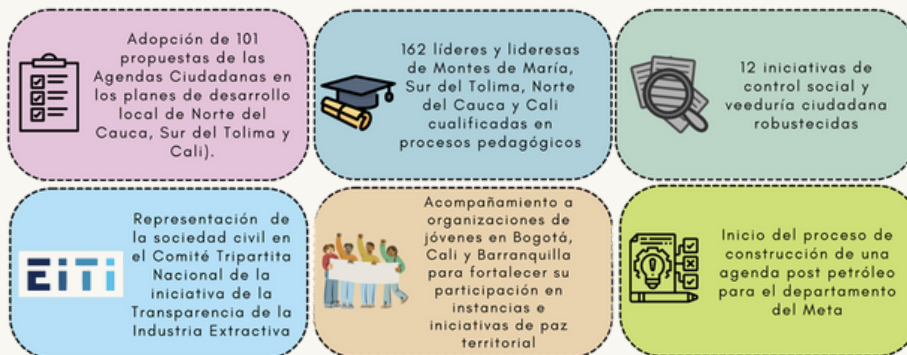 Adopción de 101
propuestas de las
Agendas Ciudadanas en
los planes de desarrollo
local de Norte del
Cauca, Sur del Tolima y
Cali).
162 líderes y lideresas
de Montes de María,
Sur del Tolima, Norte
del Cauca y Cali
cualificadas en
procesos pedagógicos
12 iniciativas de
control social y
veeduría ciudadana
robustecidas
EITI
Representación de
la sociedad civil en
el Comité Tripartita
Nacional de la
iniciativa de la
Transparencia de la
Industria Extractiva
Acompañamiento a
organizaciones de
jóvenes en Bogotá,
Cali y Barranquilla
para fortalecer su
participación en
instancias e
iniciativas de paz
territorial
Inicio del proceso de
construcción de una
agenda post petróleo
para el departamento
del Meta